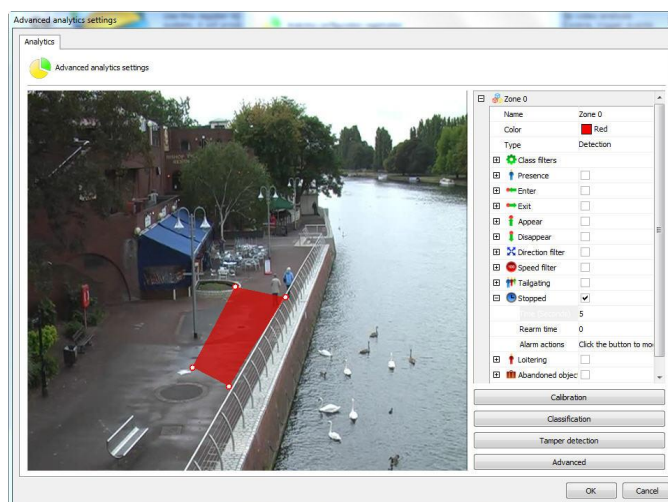 Advanced analytics settings
Analytics
Advanced analytics settings
Zone 0
Name Zone 0
Color Red
Type Detection
Class filters
Presence
Enter
Exit
Appear
Disappear
Direction filter
Speed filter
Tailgating
Stopped
5
Rearm time 0
Alarm actions Click the button to mo
Loitering
Abandoned objec
Calibration
Classification
Tamper detection
Advanced
OK Cancel